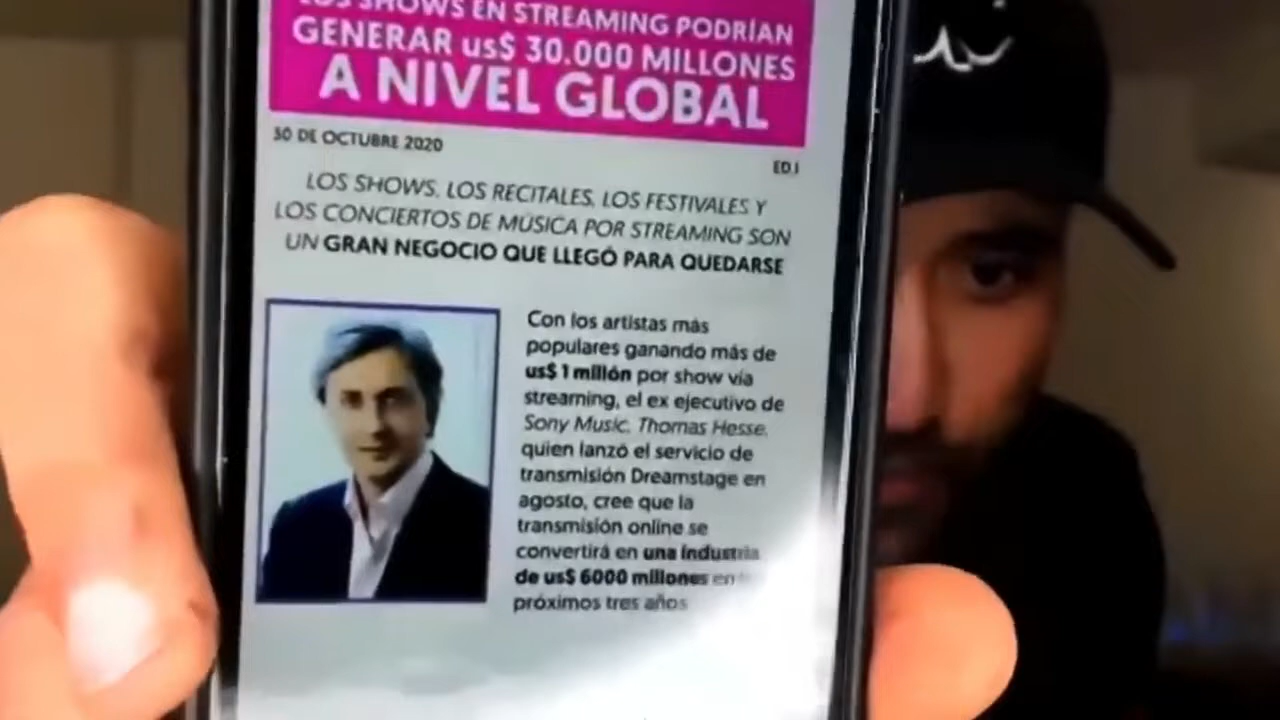 LOS SHOWS EN STREAMING PODRÍAN
GENERAR us$ 30.000 MILLONES
A NIVEL GLOBAL
30 DE OCTUBRE 2020
ED.I
LOS SHOWS, LOS RECITALES, LOS FESTIVALES Y
LOS CONCIERTOS DE MÚSICA POR STREAMING SON
UN GRAN NEGOCIO QUE LLEGÓ PARA QUEDARSE
Con los artistas más
populares ganando más de
us$ 1 millón por show vía
streaming, el ex ejecutivo de
Sony Music, Thomas Hesse,
quien lanzó el servicio de
transmisión Dreamstage en
agosto, cree que la
transmisión online se
convertirá en una industria
de us$ 6000 millones en
próximos tres años